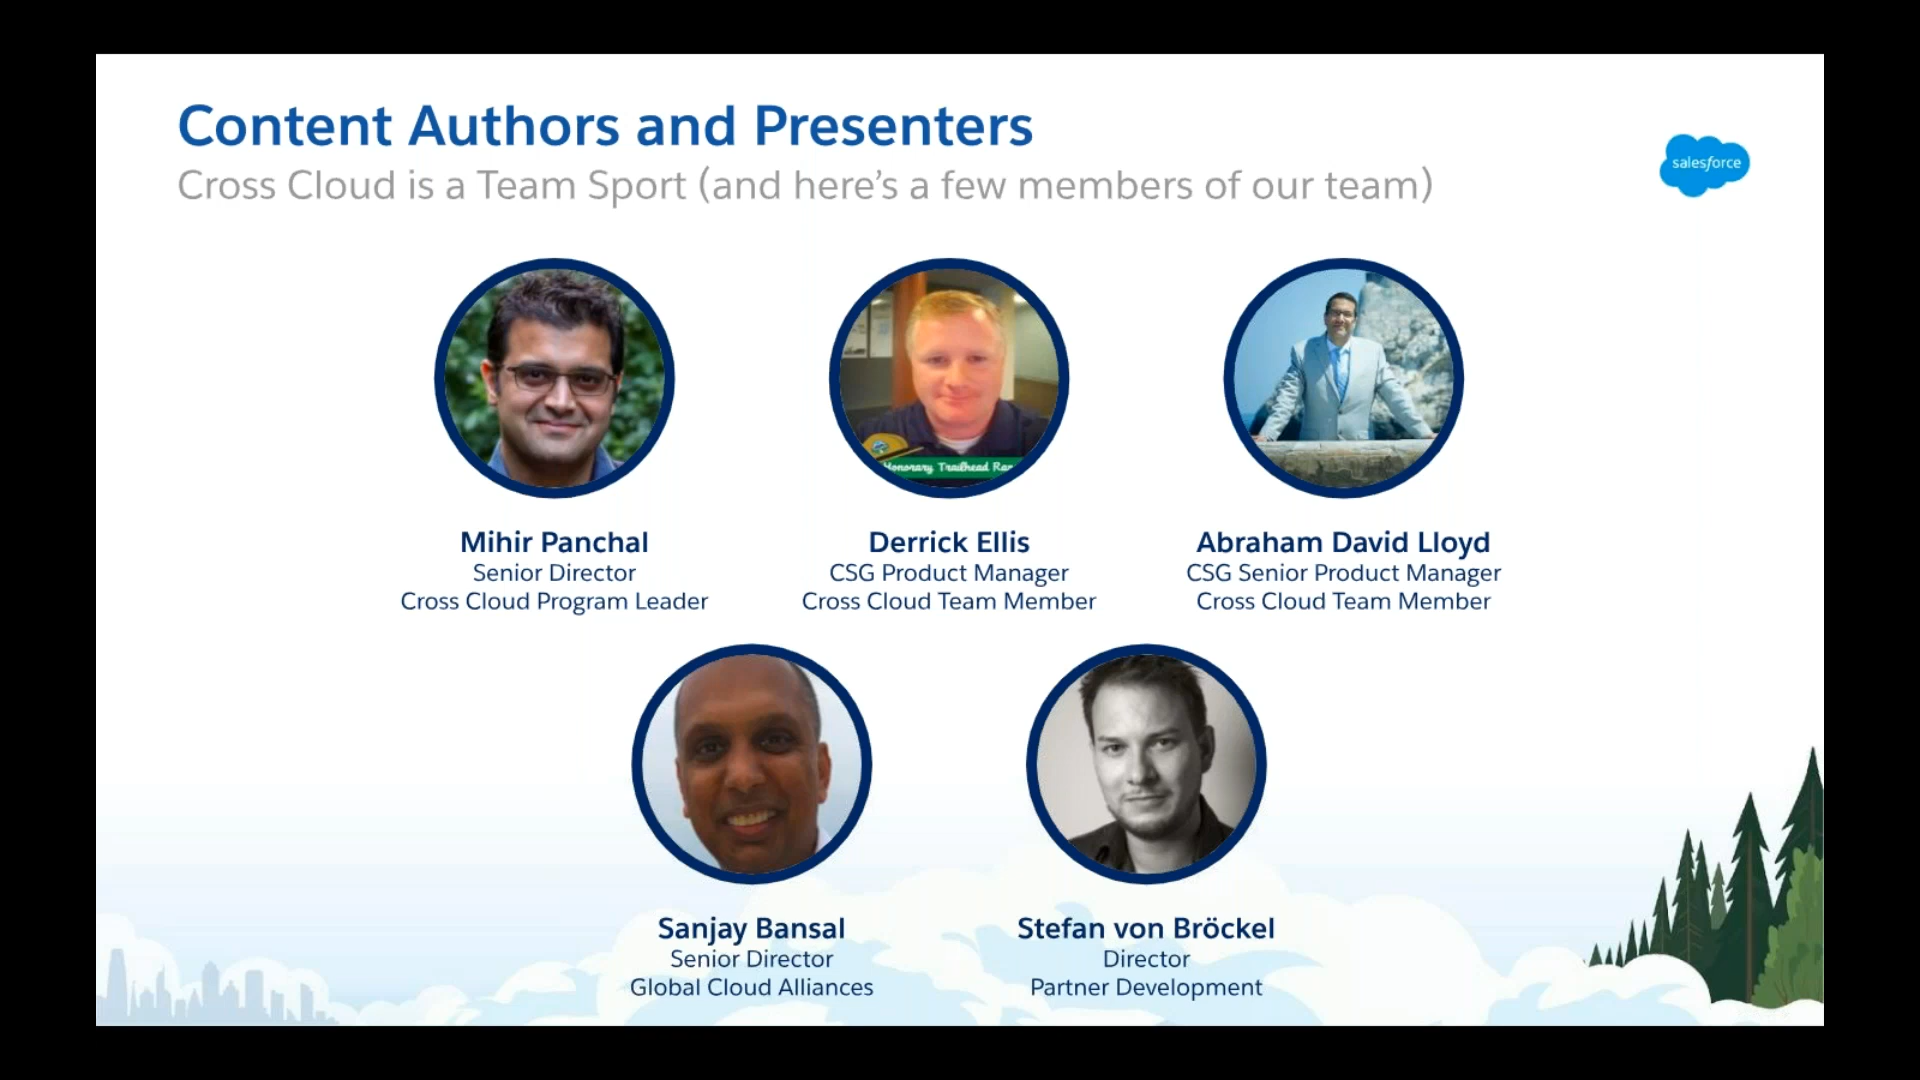 Content Authors and Presenters
Cross Cloud is a Team Sport (and here's a few members of our team)
salesforce
Honorary Trailhead Ran
Mihir Panchal
Senior Director
Cross Cloud Program Leader
Derrick Ellis
CSG Product Manager
Cross Cloud Team Member
Abraham David Lloyd
CSG Senior Product Manager
Cross Cloud Team Member
Sanjay Bansal
Senior Director
Global Cloud Alliances
Stefan von Bröckel
Director
Partner Development